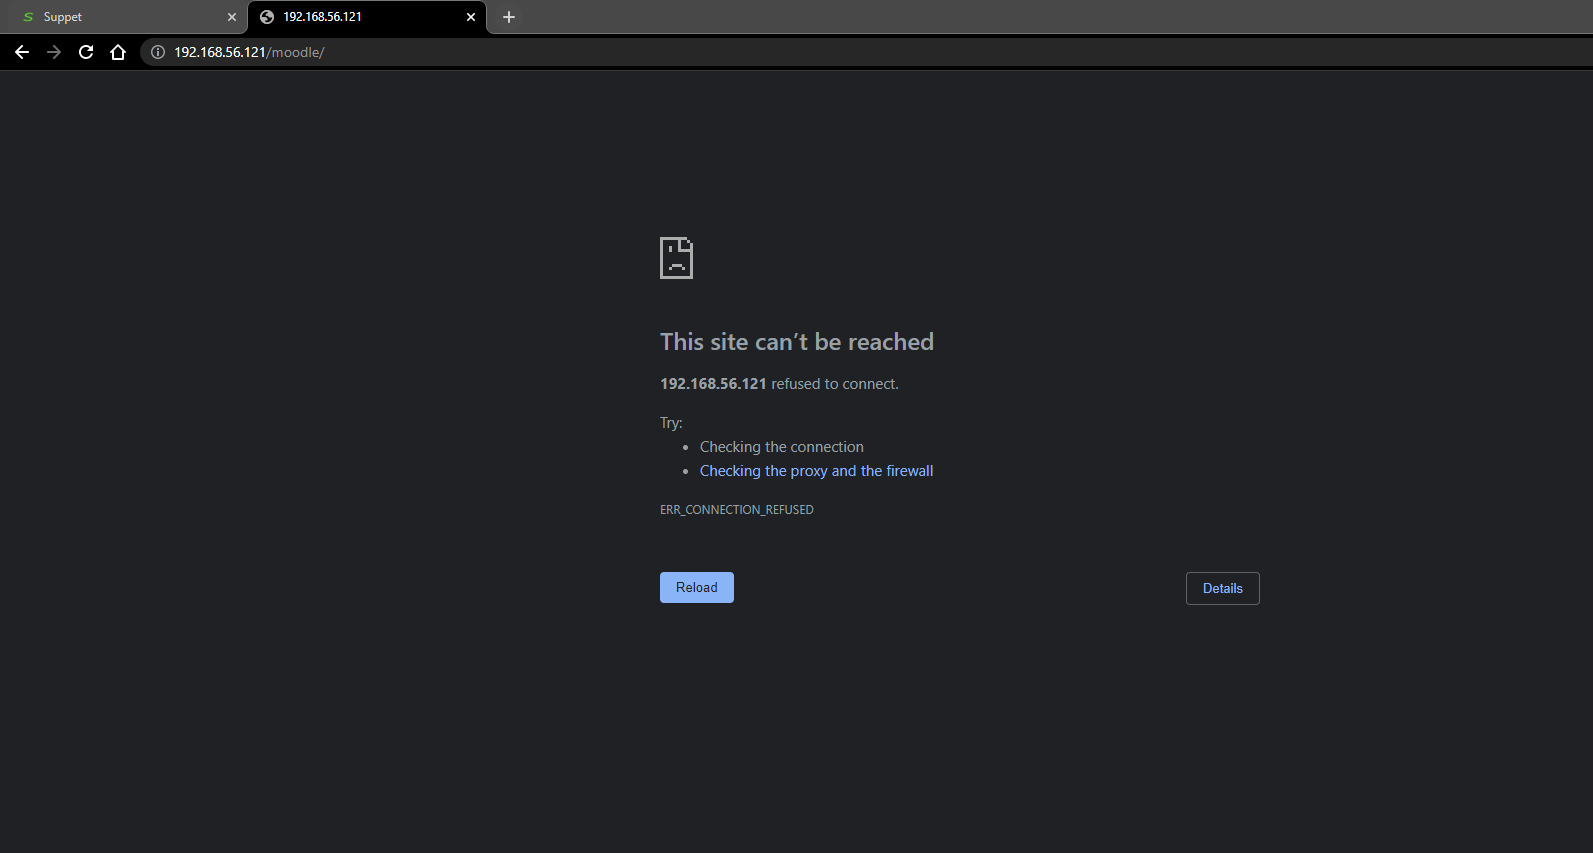 Suppet
192.168.56.121
192.168.56.121/moodle/
This site can’t be reached
192.168.56.121 refused to connect.
Try:
Checking the connection
Checking the proxy and the firewall
ERR_CONNECTION_REFUSED
Reload
Details